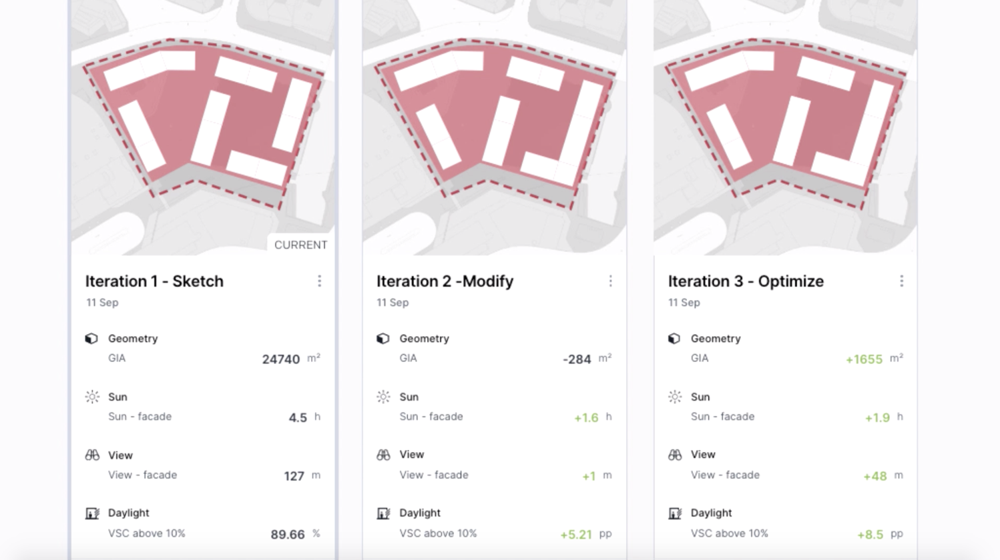 CURRENT
Iteration 1 - Sketch
11 Sep
Geometry
GIA 24740 m²
Sun
Sun - facade 4.5 h
View
View - facade 127 m
Daylight
VSC above 10% 89.66 %
Iteration 2 -Modify
11 Sep
Geometry
GIA -284 m²
Sun
Sun - facade +1.6 h
View
View - facade +1 m
Daylight
VSC above 10% +5.21 pp
Iteration 3 - Optimize
11 Sep
Geometry
GIA +1655 m²
Sun
Sun - facade +1.9 h
View
View - facade +48 m
Daylight
VSC above 10% +8.5 pp